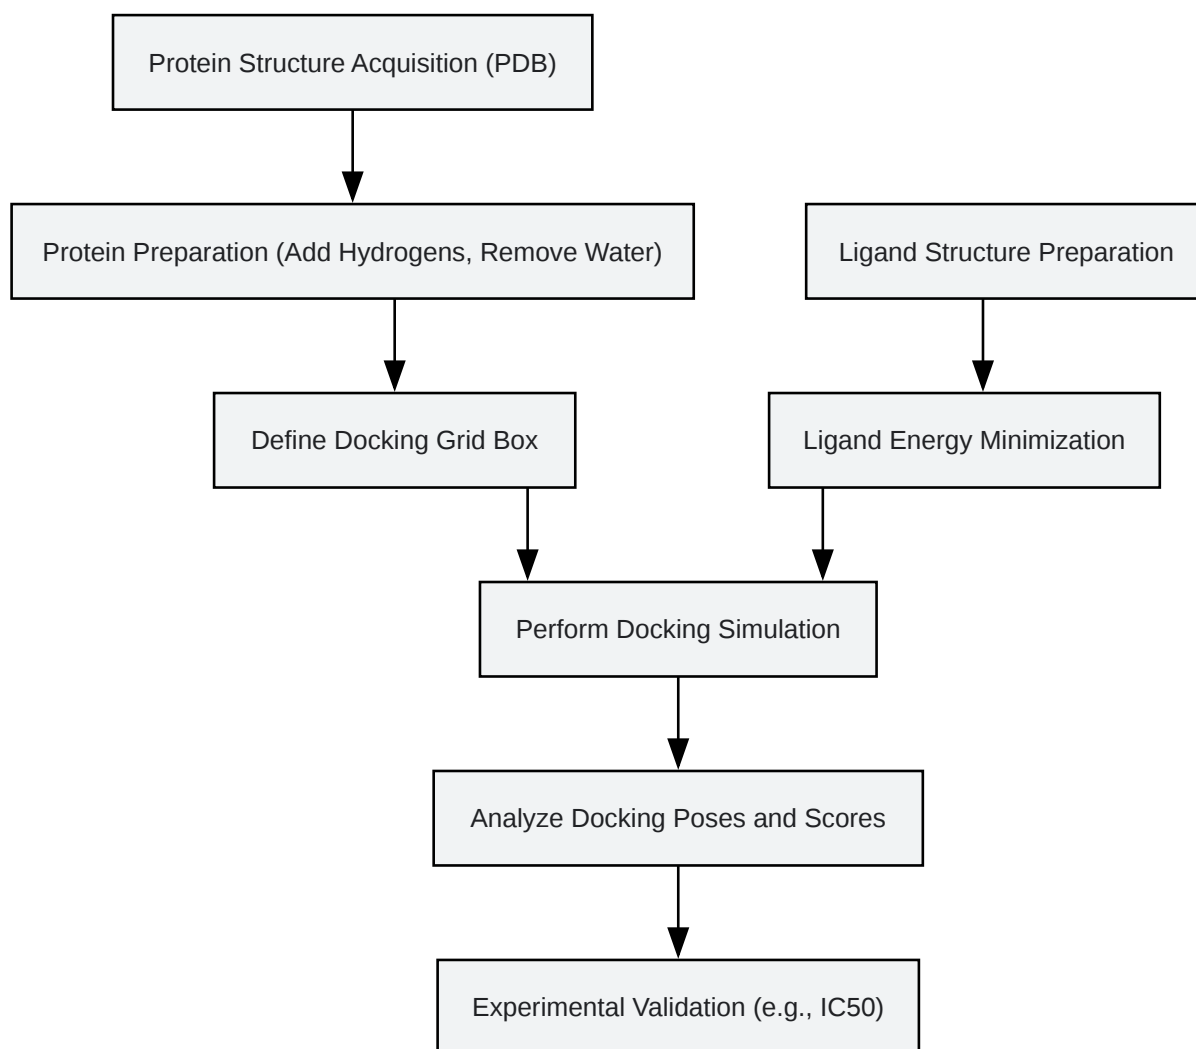 Protein Structure Acquisition (PDB)
Protein Preparation (Add Hydrogens, Remove Water)
Ligand Structure Preparation
Define Docking Grid Box
Ligand Energy Minimization
Perform Docking Simulation
Analyze Docking Poses and Scores
Experimental Validation (e.g., IC50)